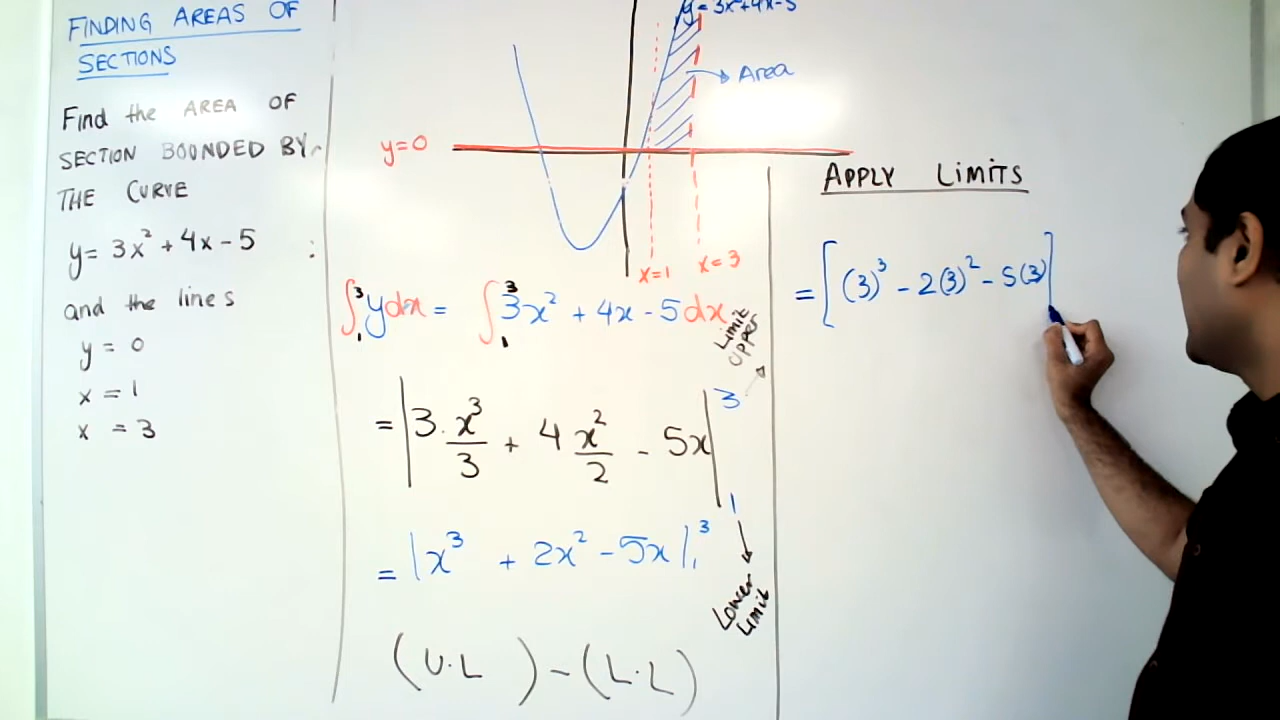 FINDING AREAS OF
SECTIONS
Find the AREA OF
SECTION BOUNDED BY
THE CURVE
y = 3x² + 4x - 5 :
and the lines
y = 0
x = 1
x = 3
y = 3x²+4x-5
Area
y=0
x=1
x=3
∫₁³ y dx = ∫₁³ 3x² + 4x - 5 dx
Limit
Upper
= |3.x³/3 + 4 x²/2 - 5x|₁³
= |x³ + 2x² - 5x|₁³
Lower
Limit
(U.L ) - (L.L)
APPLY LIMITS
= [(3)³ - 2(3)² - 5(3)]